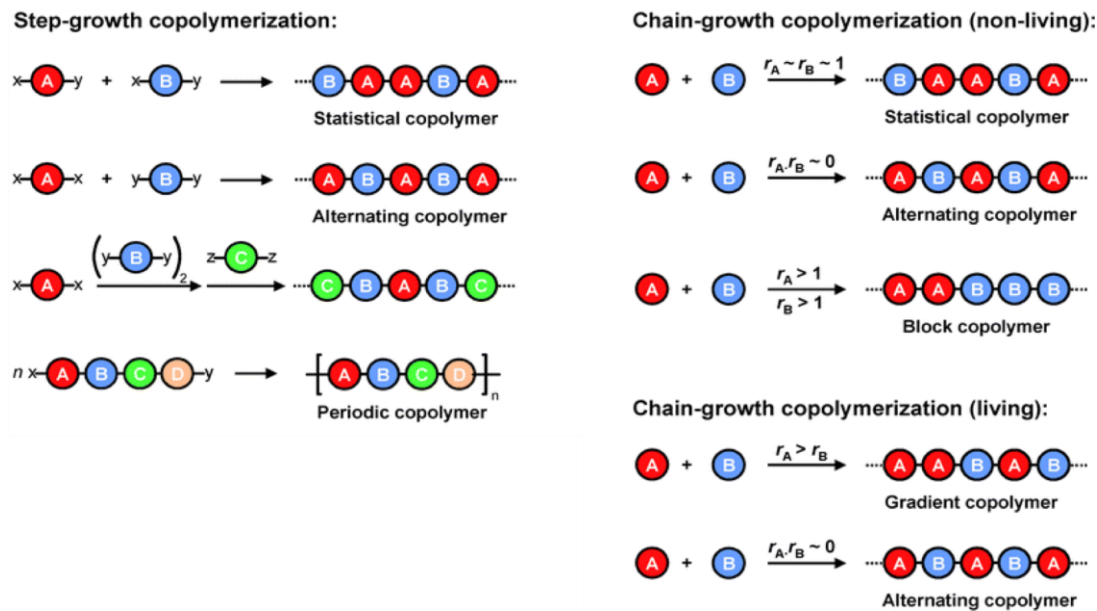 Step-growth copolymerization:
x A y + x B y B A A B A
Statistical copolymer
x A x + y B y A B A B A
Alternating copolymer
x A x ( y B y )2 z C z C B A B C
n x A B C D y [ A B C D ]n
Periodic copolymer
Chain-growth copolymerization (non-living):
A + B rA ~ rB ~ 1 B A A B A
Statistical copolymer
A + B rA.rB ~ 0 A B A B A
Alternating copolymer
A + B rA > 1 A A B B B
rB > 1
Block copolymer
Chain-growth copolymerization (living):
A + B rA > rB A A B A B
Gradient copolymer
A + B rA.rB ~ 0 A B A B A
Alternating copolymer